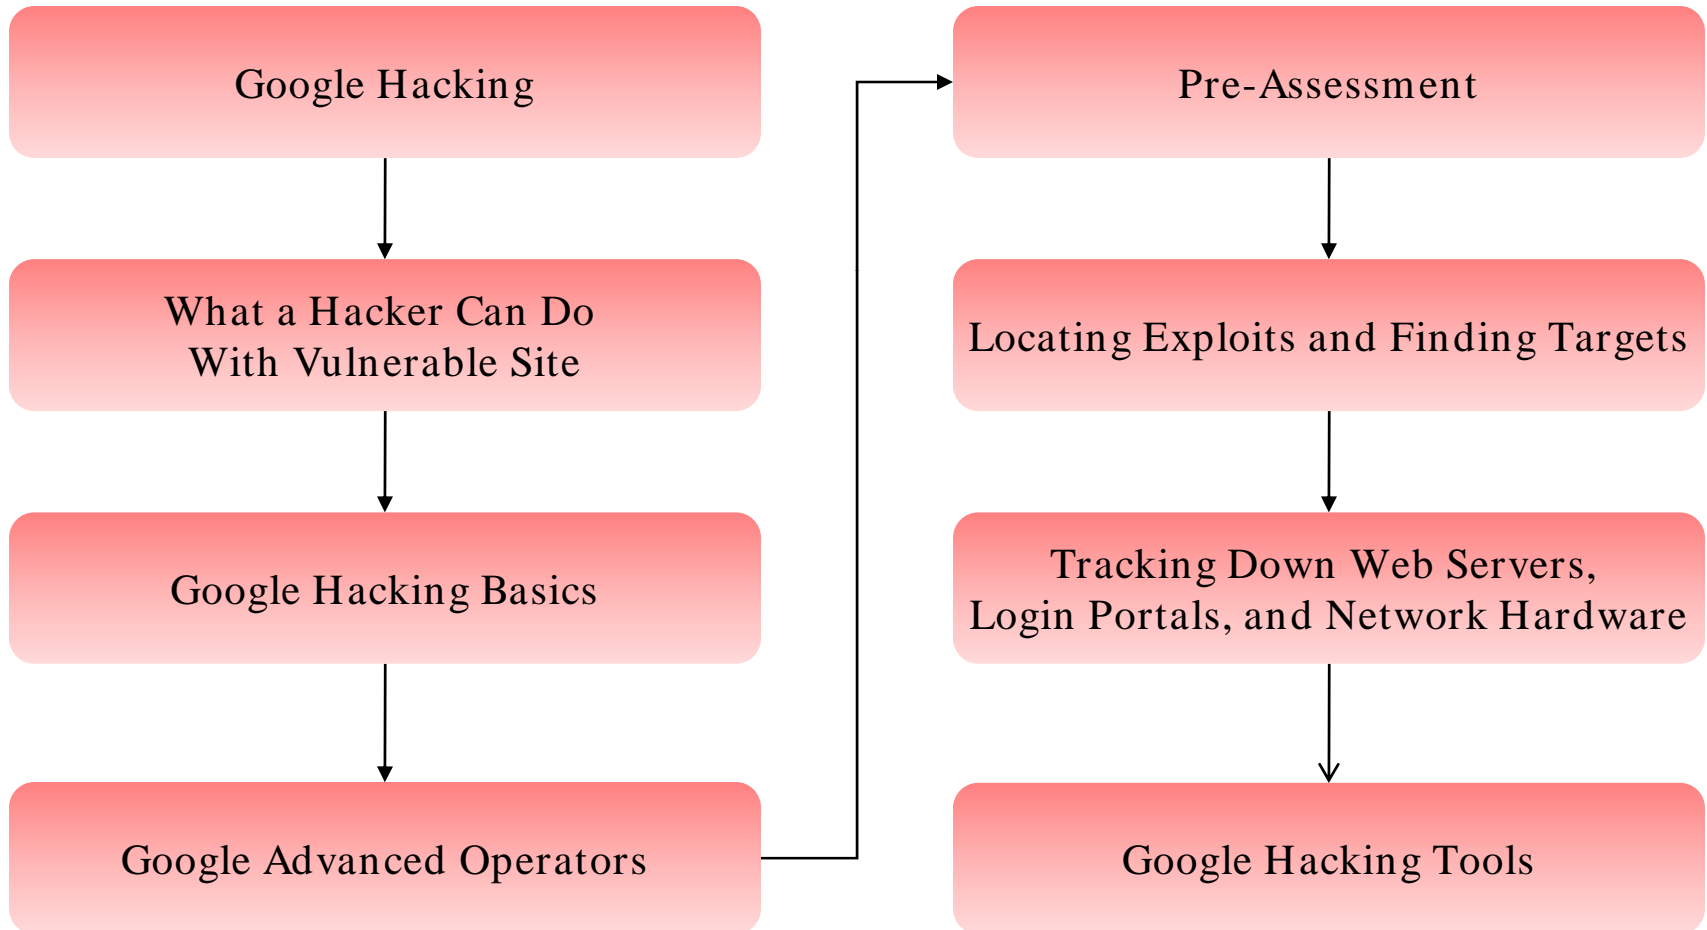 Google Hacking
What a Hacker Can Do
With Vulnerable Site
Google Hacking Basics
Google Advanced Operators
Pre-Assessment
Locating Exploits and Finding Targets
Tracking Down Web Servers,
Login Portals, and Network Hardware
Google Hacking Tools